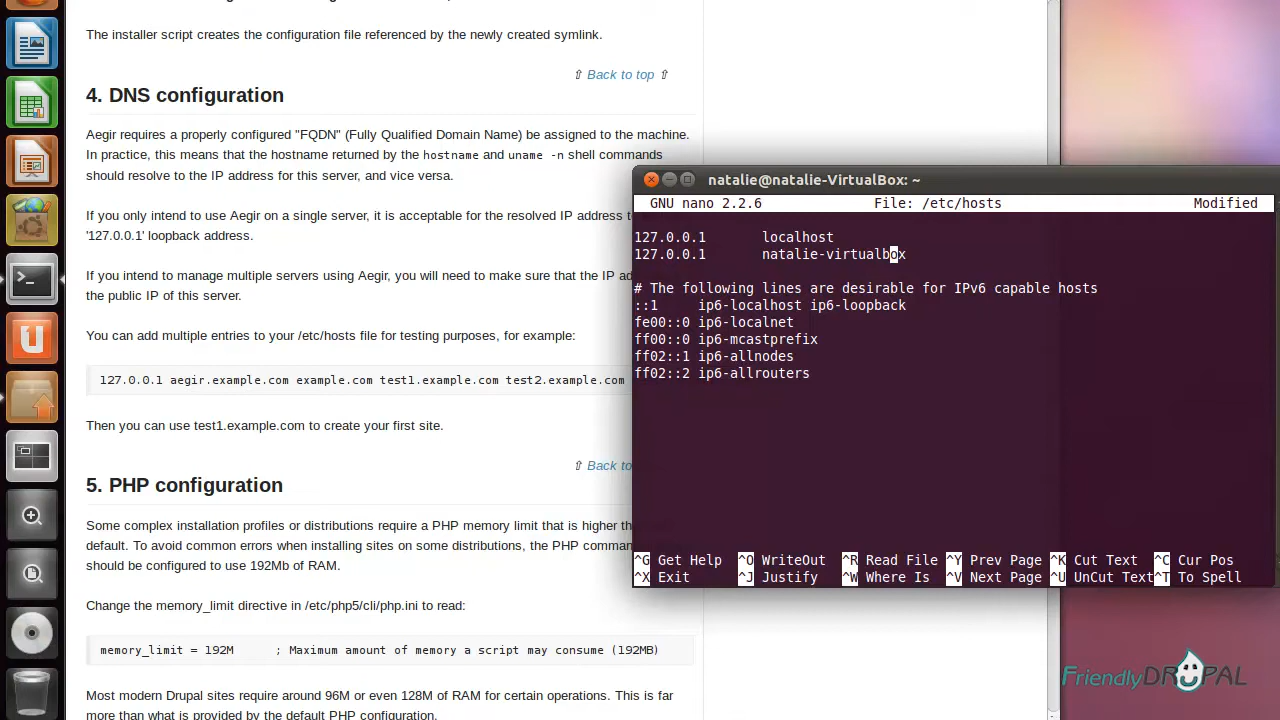 The installer script creates the configuration file referenced by the newly created symlink.
⇧ Back to top ⇧
4. DNS configuration
Aegir requires a properly configured "FQDN" (Fully Qualified Domain Name) be assigned to the machine.
In practice, this means that the hostname returned by the hostname and uname -n shell commands
should resolve to the IP address for this server, and vice versa.
If you only intend to use Aegir on a single server, it is acceptable for the resolved IP address
'127.0.0.1' loopback address.
If you intend to manage multiple servers using Aegir, you will need to make sure that the IP
the public IP of this server.
You can add multiple entries to your /etc/hosts file for testing purposes, for example:
127.0.0.1 aegir.example.com example.com test1.example.com test2.example.com
Then you can use test1.example.com to create your first site.
⇧ Back to
5. PHP configuration
Some complex installation profiles or distributions require a PHP memory limit that is higher
default. To avoid common errors when installing sites on some distributions, the PHP
should be configured to use 192Mb of RAM.
Change the memory_limit directive in /etc/php5/cli/php.ini to read:
memory_limit = 192M ; Maximum amount of memory a script may consume (192MB)
Most modern Drupal sites require around 96M or even 128M of RAM for certain operations. This is far
more than what is provided by the default PHP configuration.
natalie@natalie-VirtualBox: ~
GNU nano 2.2.6 File: /etc/hosts Modified
127.0.0.1 localhost
127.0.0.1 natalie-virtualbox
# The following lines are desirable for IPv6 capable hosts
::1 ip6-localhost ip6-loopback
fe00::0 ip6-localnet
ff00::0 ip6-mcastprefix
ff02::1 ip6-allnodes
ff02::2 ip6-allrouters
^G Get Help ^O WriteOut ^R Read File ^Y Prev Page ^K Cut Text ^C Cur Pos
^X Exit ^J Justify ^W Where Is ^V Next Page ^U UnCut Text ^T To Spell
FriendlyDRUPAL